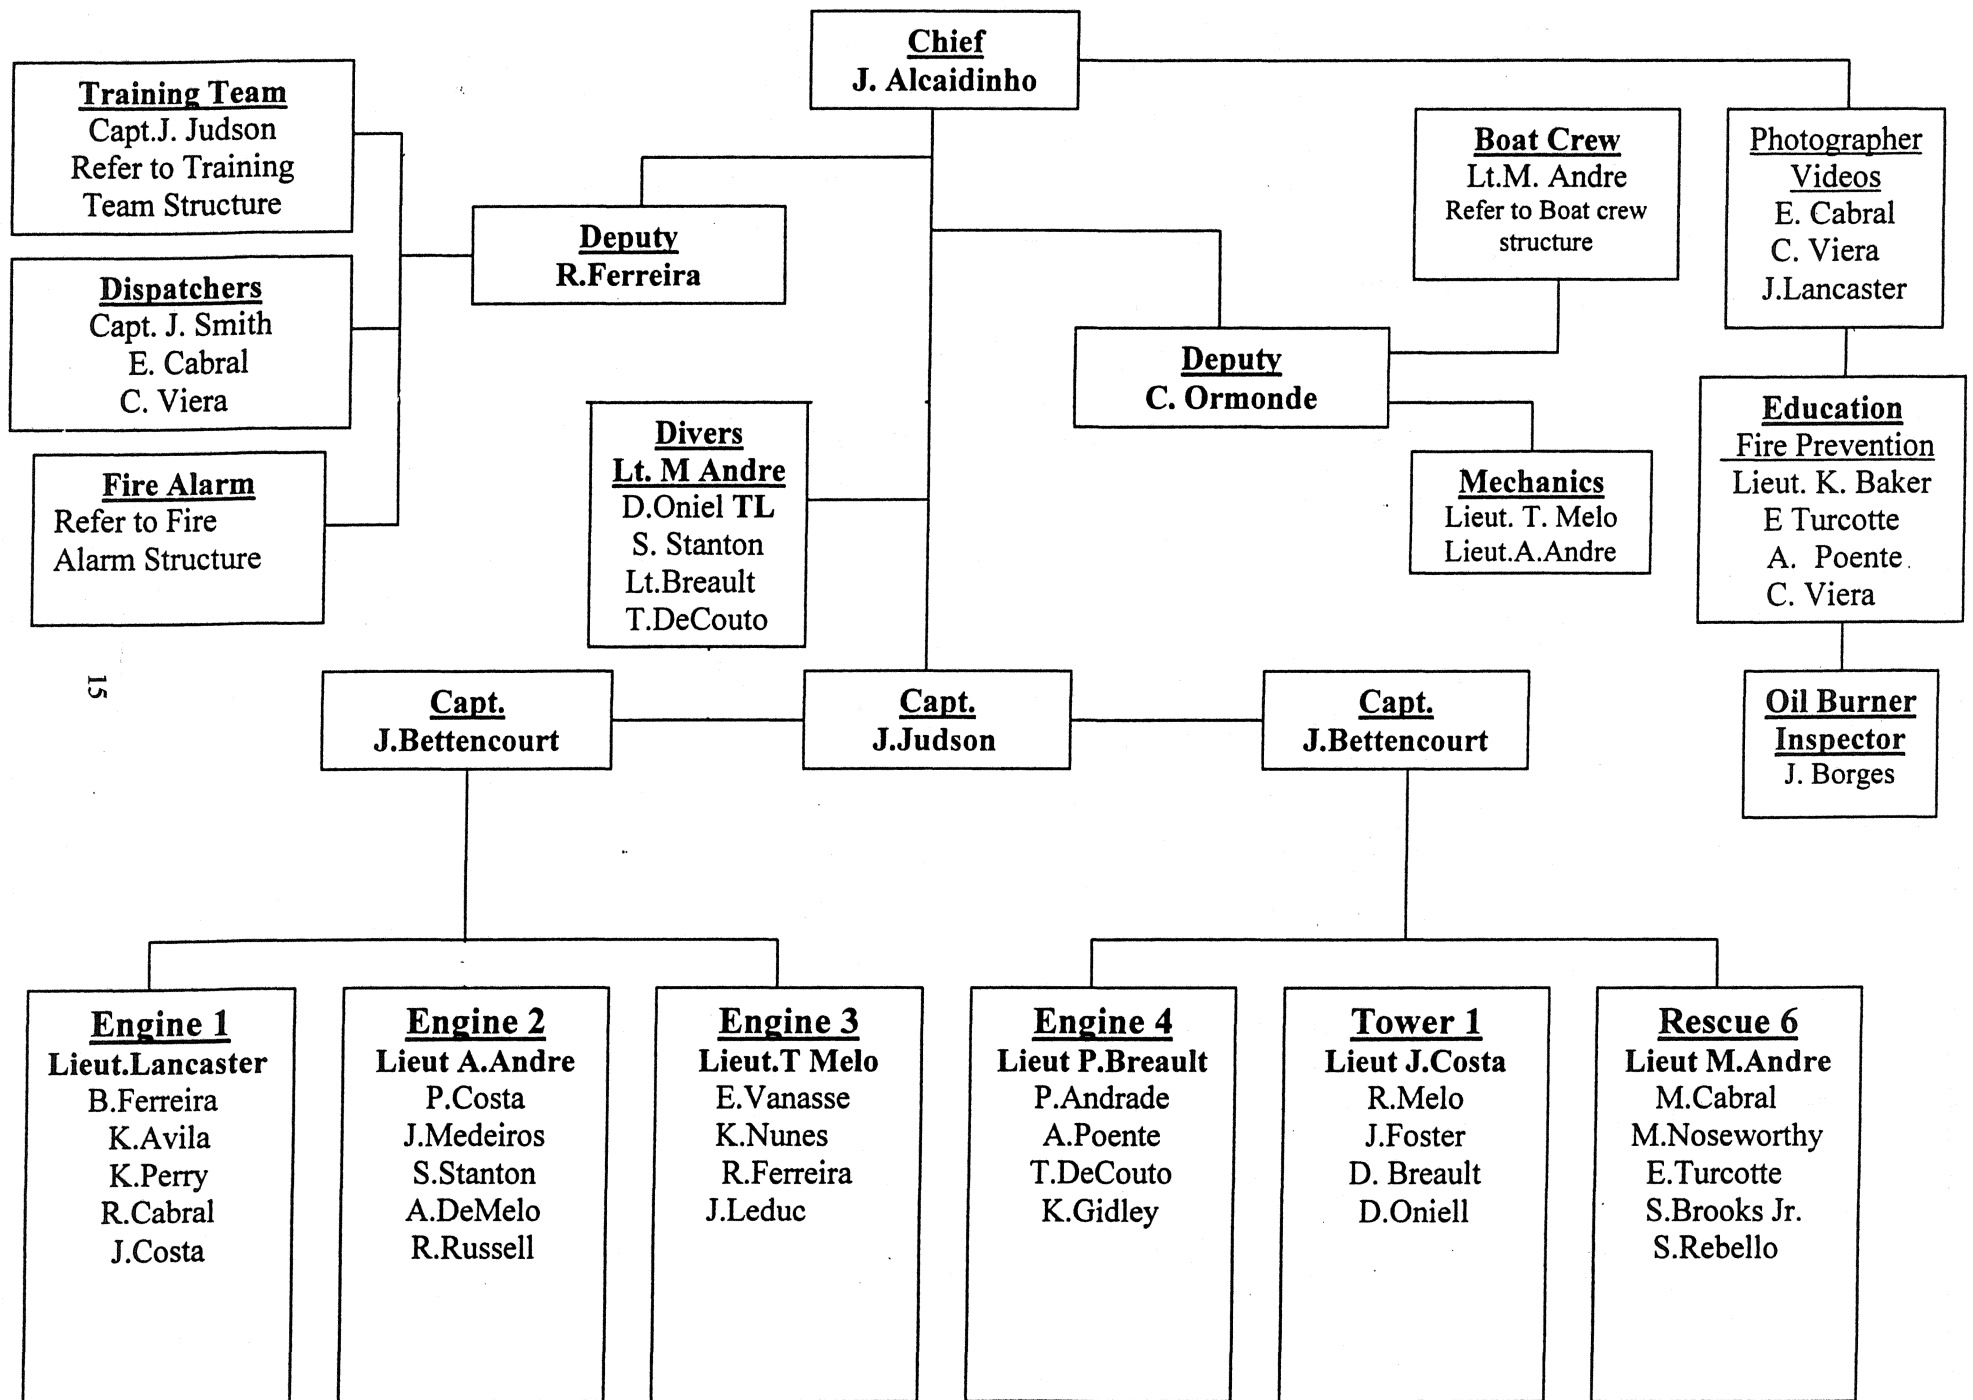 Chief
J. Alcaidinho
Training Team
Capt.J. Judson
Refer to Training
Team Structure
Deputy
R.Ferreira
Boat Crew
Lt.M. Andre
Refer to Boat crew
structure
Photographer
Videos
E. Cabral
C. Viera
J.Lancaster
Dispatchers
Capt. J. Smith
E. Cabral
C. Viera
Deputy
C. Ormonde
Education
Fire Prevention
Lieut. K. Baker
E Turcotte
A. Poente
C. Viera
Divers
Lt. M Andre
D.Oniel TL
S. Stanton
Lt.Breault
T.DeCouto
Fire Alarm
Refer to Fire
Alarm Structure
Mechanics
Lieut. T. Melo
Lieut.A.Andre
15
Capt.
J.Bettencourt
Capt.
J.Judson
Capt.
J.Bettencourt
Oil Burner
Inspector
J. Borges
Engine 1
Lieut.Lancaster
B.Ferreira
K.Avila
K.Perry
R.Cabral
J.Costa
Engine 2
Lieut A.Andre
P.Costa
J.Medeiros
S.Stanton
A.DeMelo
R.Russell
Engine 3
Lieut.T Melo
E.Vanasse
K.Nunes
R.Ferreira
J.Leduc
Engine 4
Lieut P.Breault
P.Andrade
A.Poente
T.DeCouto
K.Gidley
Tower 1
Lieut J.Costa
R.Melo
J.Foster
D. Breault
D.Oniell
Rescue 6
Lieut M.Andre
M.Cabral
M.Noseworthy
E.Turcotte
S.Brooks Jr.
S.Rebello